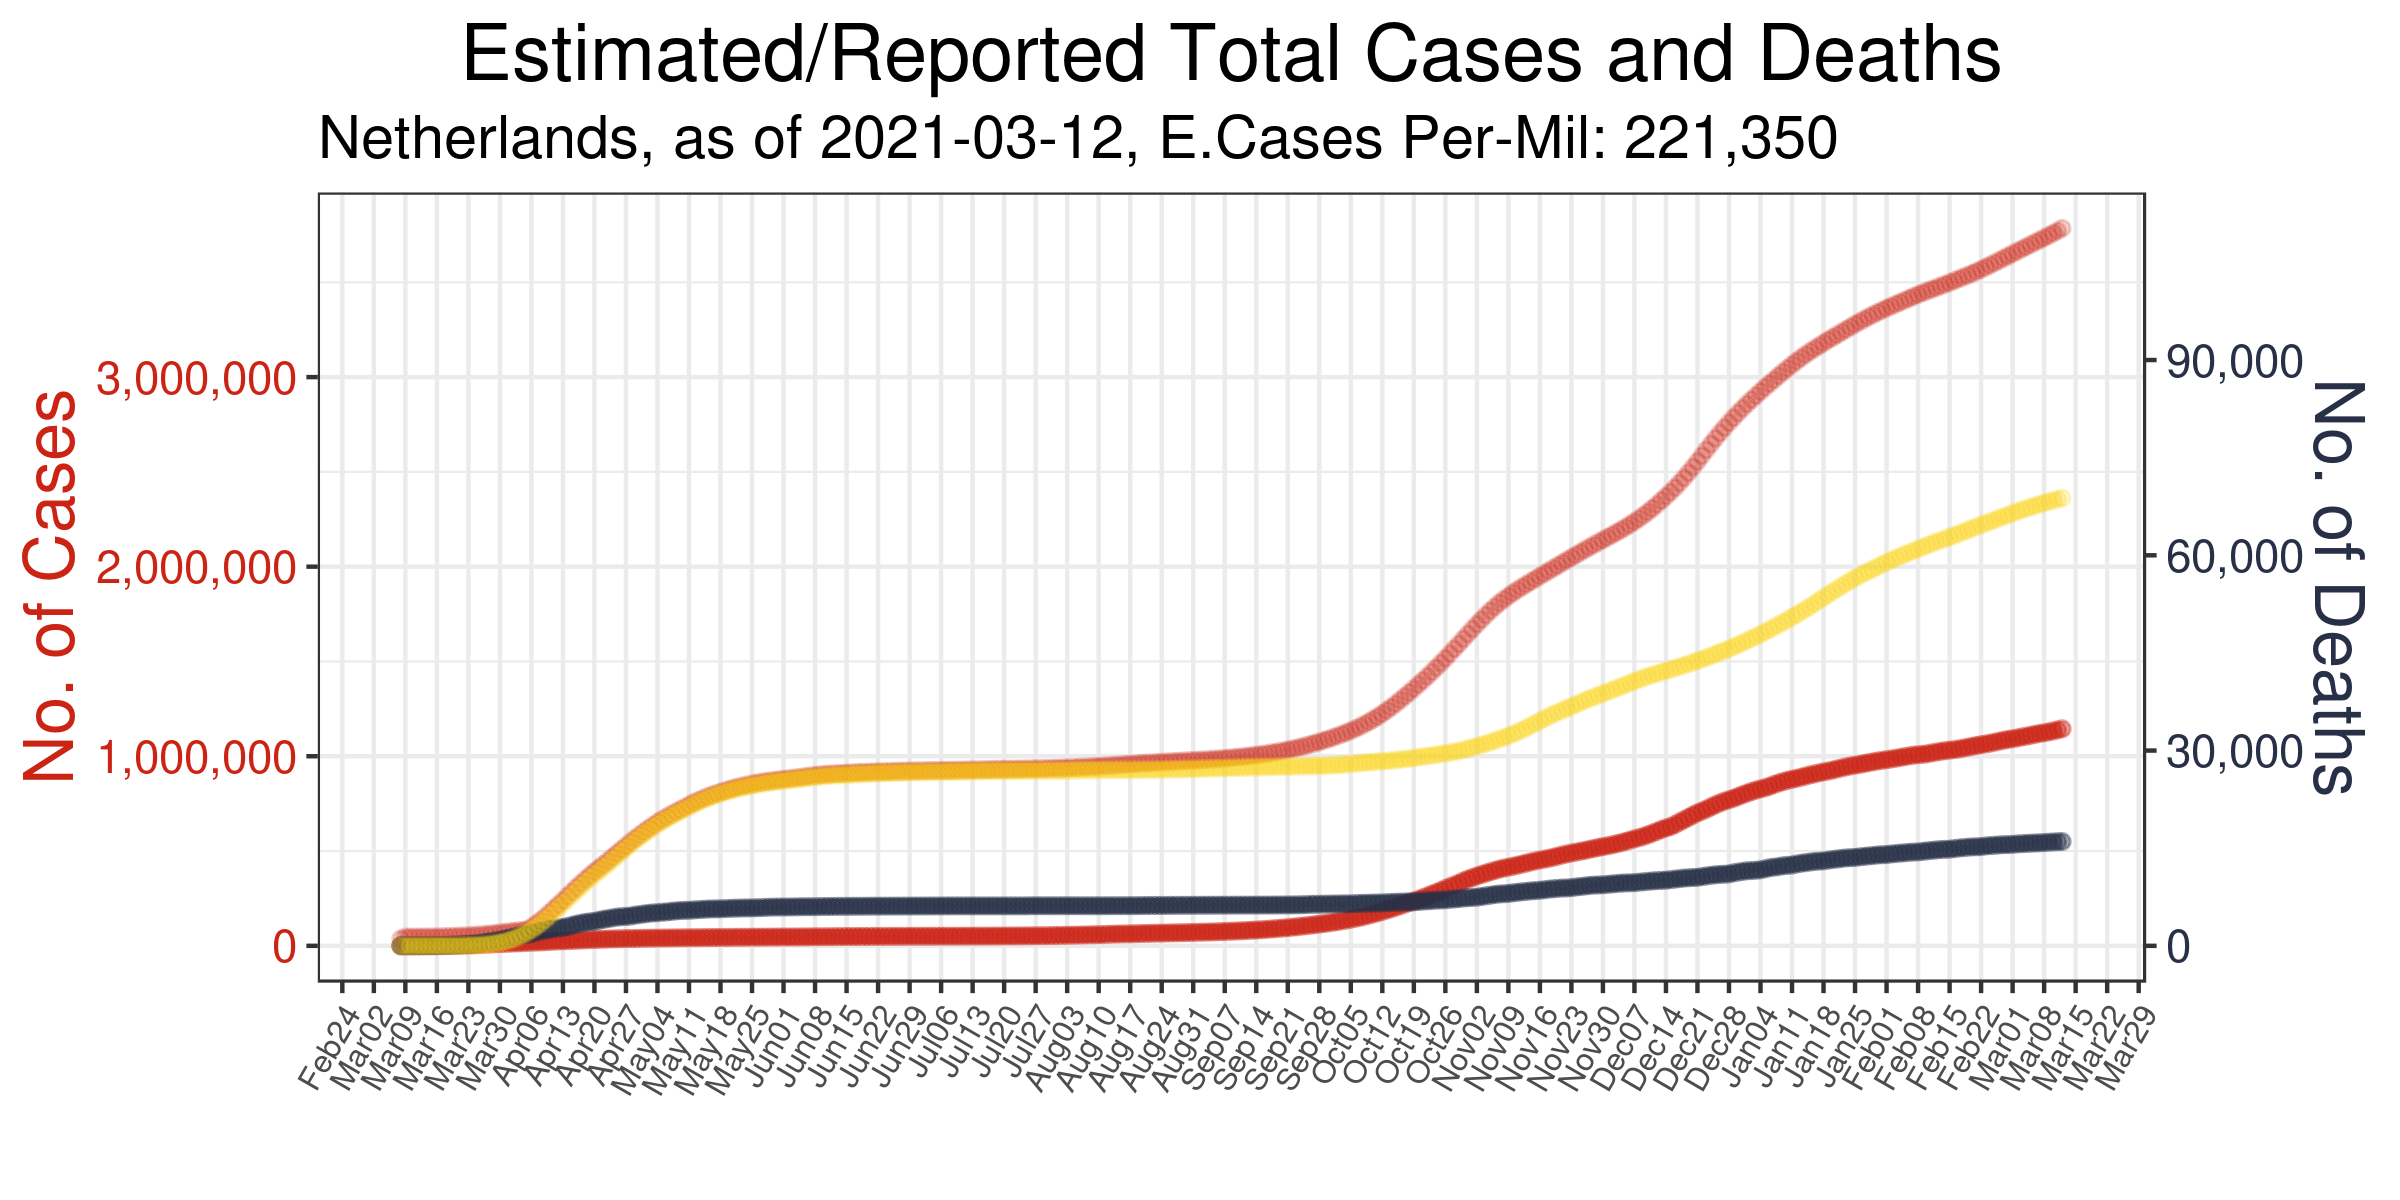 Estimated/Reported Total Cases and Deaths
Netherlands, as of 2021-03-12, E.Cases Per-Mil: 221,350
No. of Cases
3,000,000
2,000,000
1,000,000
0
90,000
60,000
30,000
0
No. of Deaths
Feb24
Mar02
Mar09
Mar16
Mar23
Mar30
Apr06
Apr13
Apr20
Apr27
May04
May11
May18
May25
Jun01
Jun08
Jun15
Jun22
Jun29
Jul06
Jul13
Jul20
Jul27
Aug03
Aug10
Aug17
Aug24
Aug31
Sep07
Sep14
Sep21
Sep28
Oct05
Oct12
Oct19
Oct26
Nov02
Nov09
Nov16
Nov23
Nov30
Dec07
Dec14
Dec21
Dec28
Jan04
Jan11
Jan18
Jan25
Feb01
Feb08
Feb15
Feb22
Mar01
Mar08
Mar15
Mar22
Mar29